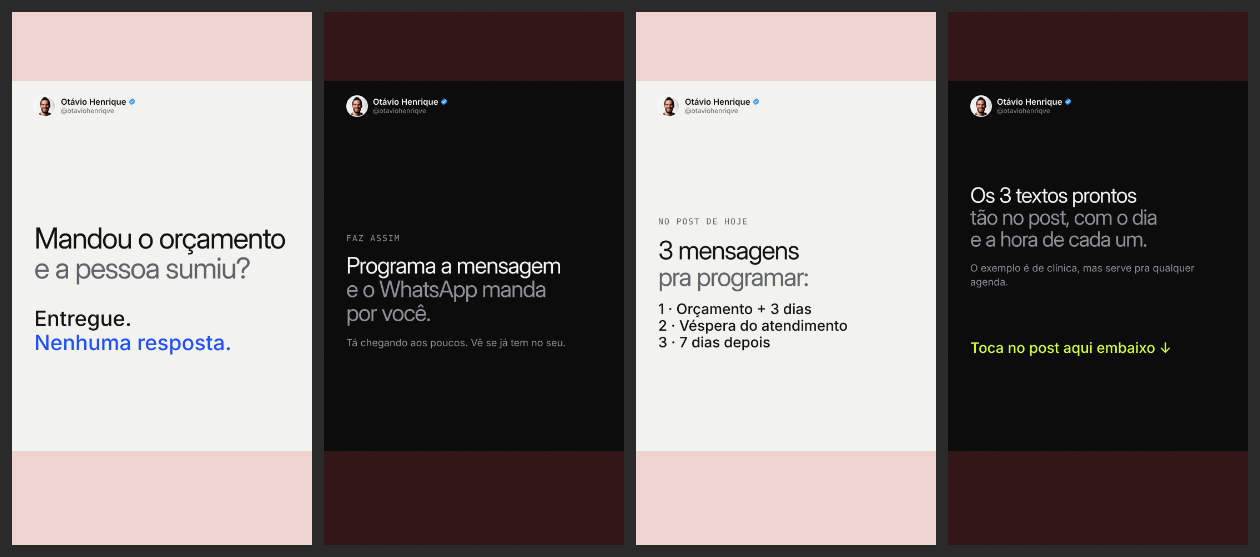 Otávio Henrique
@otaviohenriqve
Mandou o orçamento
e a pessoa sumiu?
Entregue.
Nenhuma resposta.
Otávio Henrique
@otaviohenriqve
FAZ ASSIM
Programa a mensagem
e o WhatsApp manda
por você.
Tá chegando aos poucos. Vê se já tem no seu.
Otávio Henrique
@otaviohenriqve
NO POST DE HOJE
3 mensagens
pra programar:
1 · Orçamento + 3 dias
2 · Véspera do atendimento
3 · 7 dias depois
Otávio Henrique
@otaviohenriqve
Os 3 textos prontos
tão no post, com o dia
e a hora de cada um.
O exemplo é de clínica, mas serve pra qualquer
agenda.
Toca no post aqui embaixo ↓